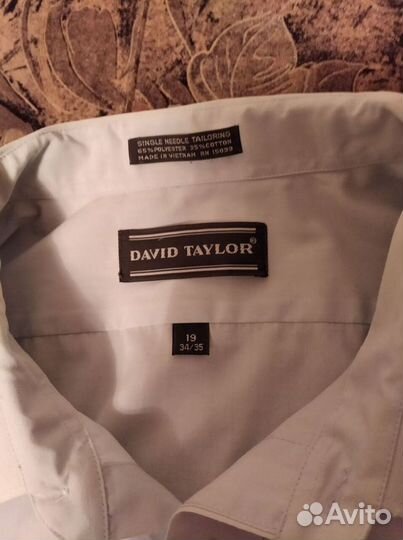 SINGLE NEEDLE TAILORING
65% POLYESTER 35% COTTON
MADE IN VIETNAM RN 15099
DAVID TAYLOR®
19
34/35
Avito